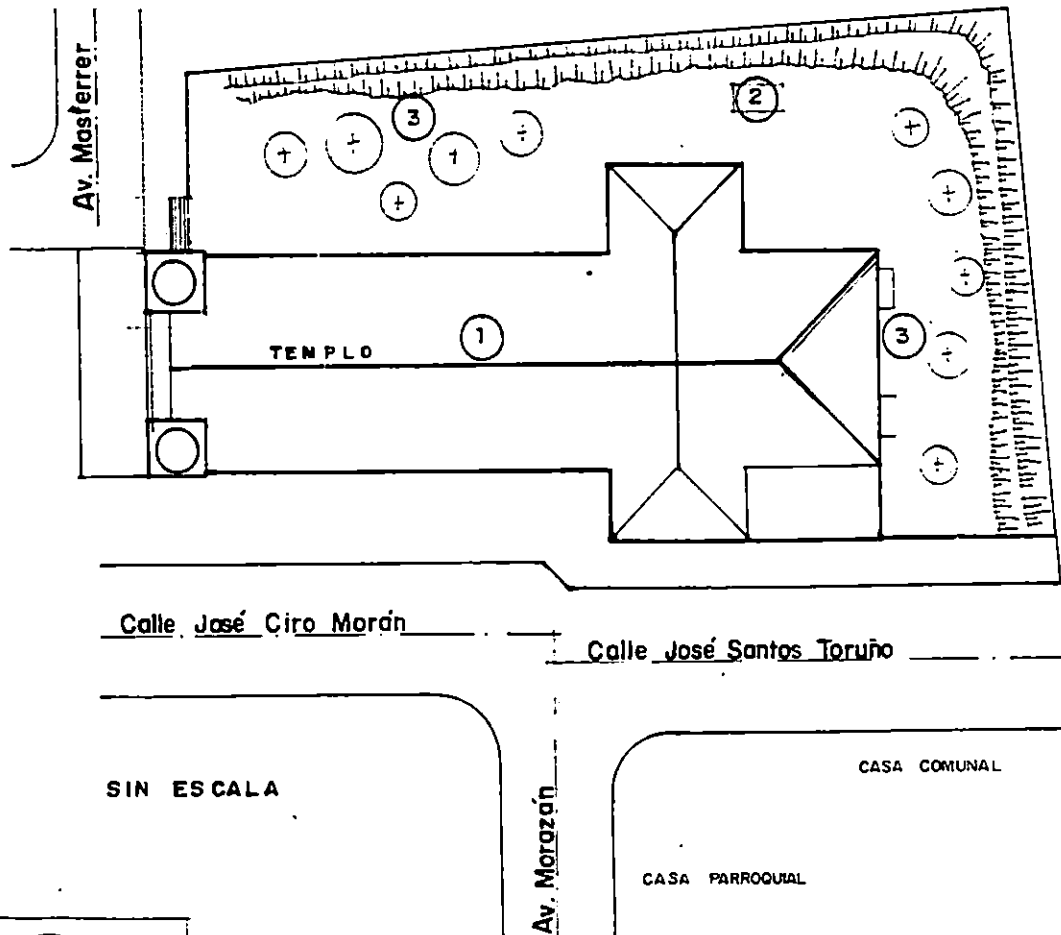 Av. Masferrer
3
2
1
TEMPLO
3
Calle José Ciro Morán
Calle José Santos Toruño
SIN ESCALA
CASA COMUNAL
Av. Morazán
CASA PARROQUIAL